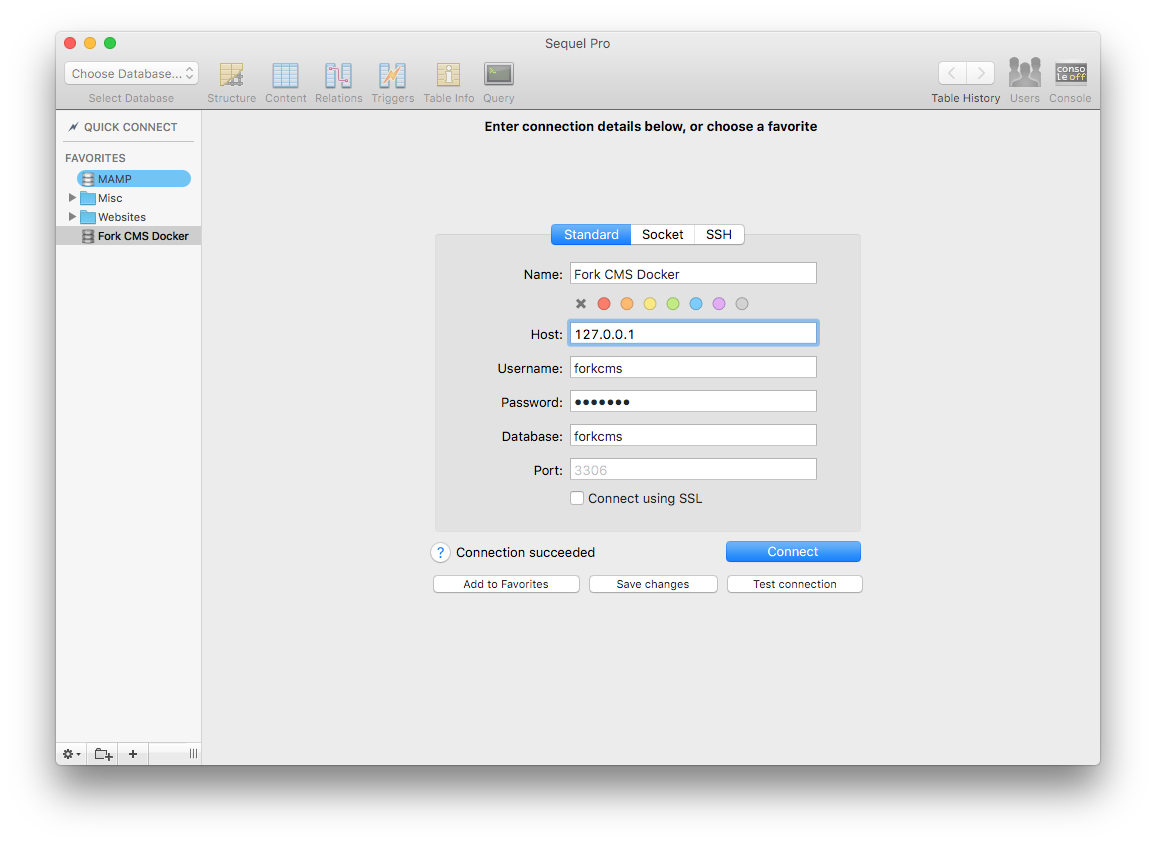 Sequel Pro
Choose Database...
Select Database
Structure
Content
Relations
Triggers
Table Info
Query
Table History
Users
conso
le off
Console
QUICK CONNECT
FAVORITES
MAMP
Misc
Websites
Fork CMS Docker
Enter connection details below, or choose a favorite
Standard
Socket
SSH
Name: Fork CMS Docker
Host: 127.0.0.1
Username: forkcms
Password: •••••••
Database: forkcms
Port: 3306
Connect using SSL
? Connection succeeded
Connect
Add to Favorites
Save changes
Test connection